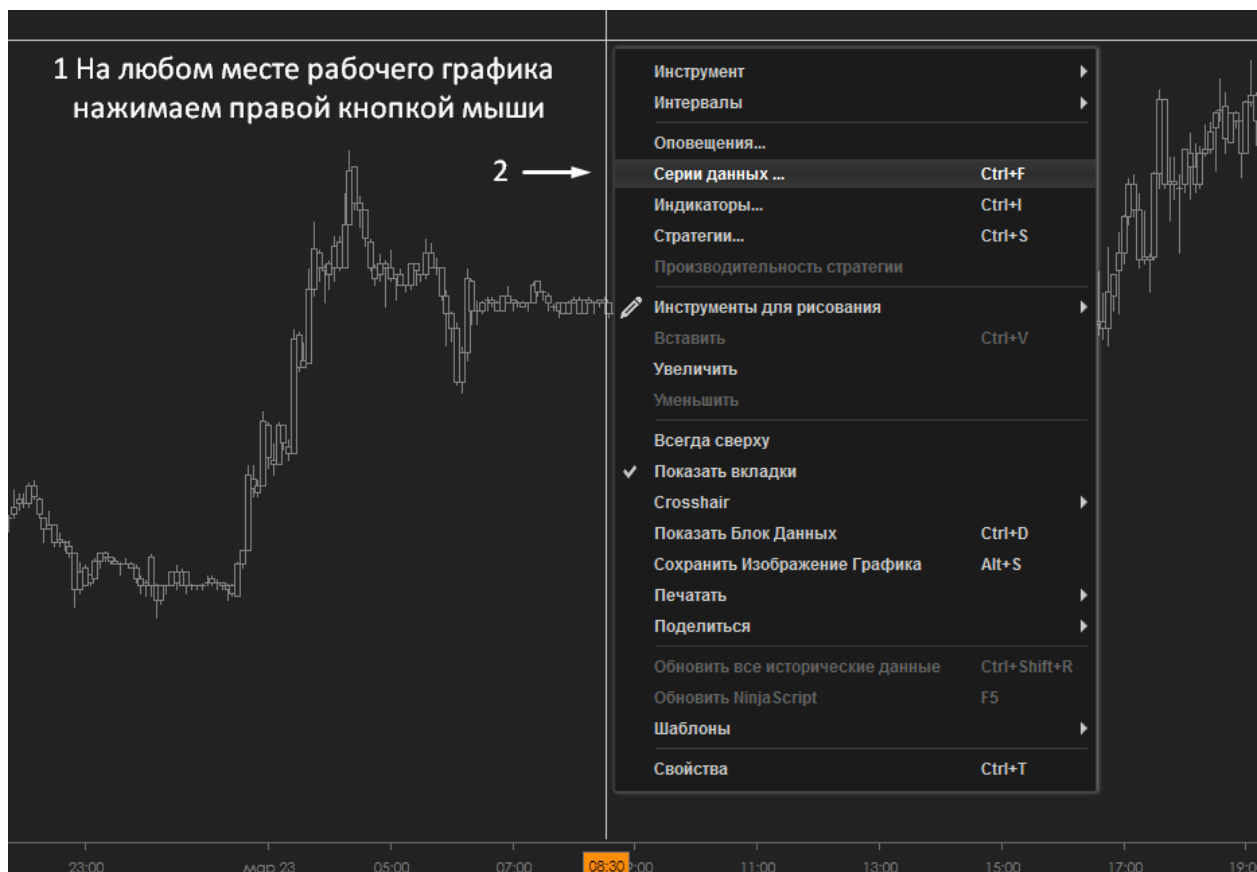 1 На любом месте рабочего графика
нажимаем правой кнопкой мыши
2
Инструмент
Интервалы
Оповещения...
Серии данных ... Ctrl+F
Индикаторы... Ctrl+I
Стратегии... Ctrl+S
Производительность стратегии
Инструменты для рисования
Вставить Ctrl+V
Увеличить
Уменьшить
Всегда сверху
Показать вкладки
Crosshair
Показать Блок Данных Ctrl+D
Сохранить Изображение Графика Alt+S
Печатать
Поделиться
Обновить все исторические данные Ctrl+Shift+R
Обновить NinjaScript F5
Шаблоны
Свойства Ctrl+T
23:00 мар 23 05:00 07:00 08:30 11:00 13:00 15:00 17:00